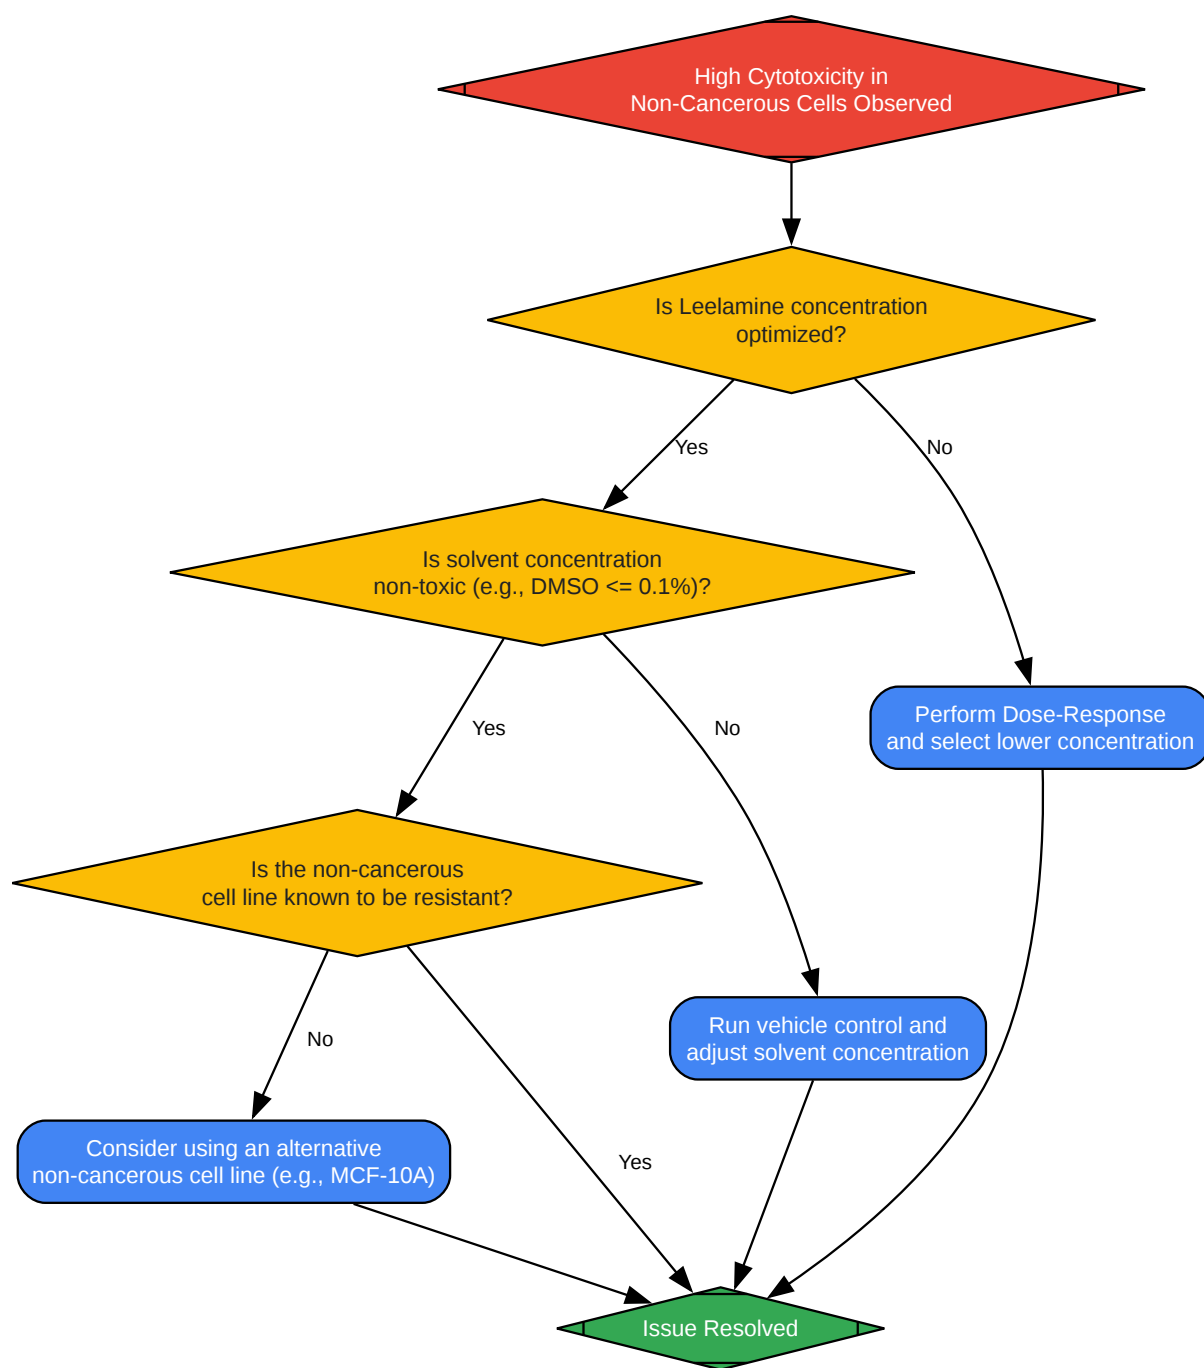 High Cytotoxicity in
Non-Cancerous Cells Observed
Is Leelamine concentration
optimized?
Yes
No
Is solvent concentration
non-toxic (e.g., DMSO <= 0.1%)?
Yes
No
Perform Dose-Response
and select lower concentration
Is the non-cancerous
cell line known to be resistant?
No
Run vehicle control and
adjust solvent concentration
Consider using an alternative
non-cancerous cell line (e.g., MCF-10A)
Yes
Issue Resolved